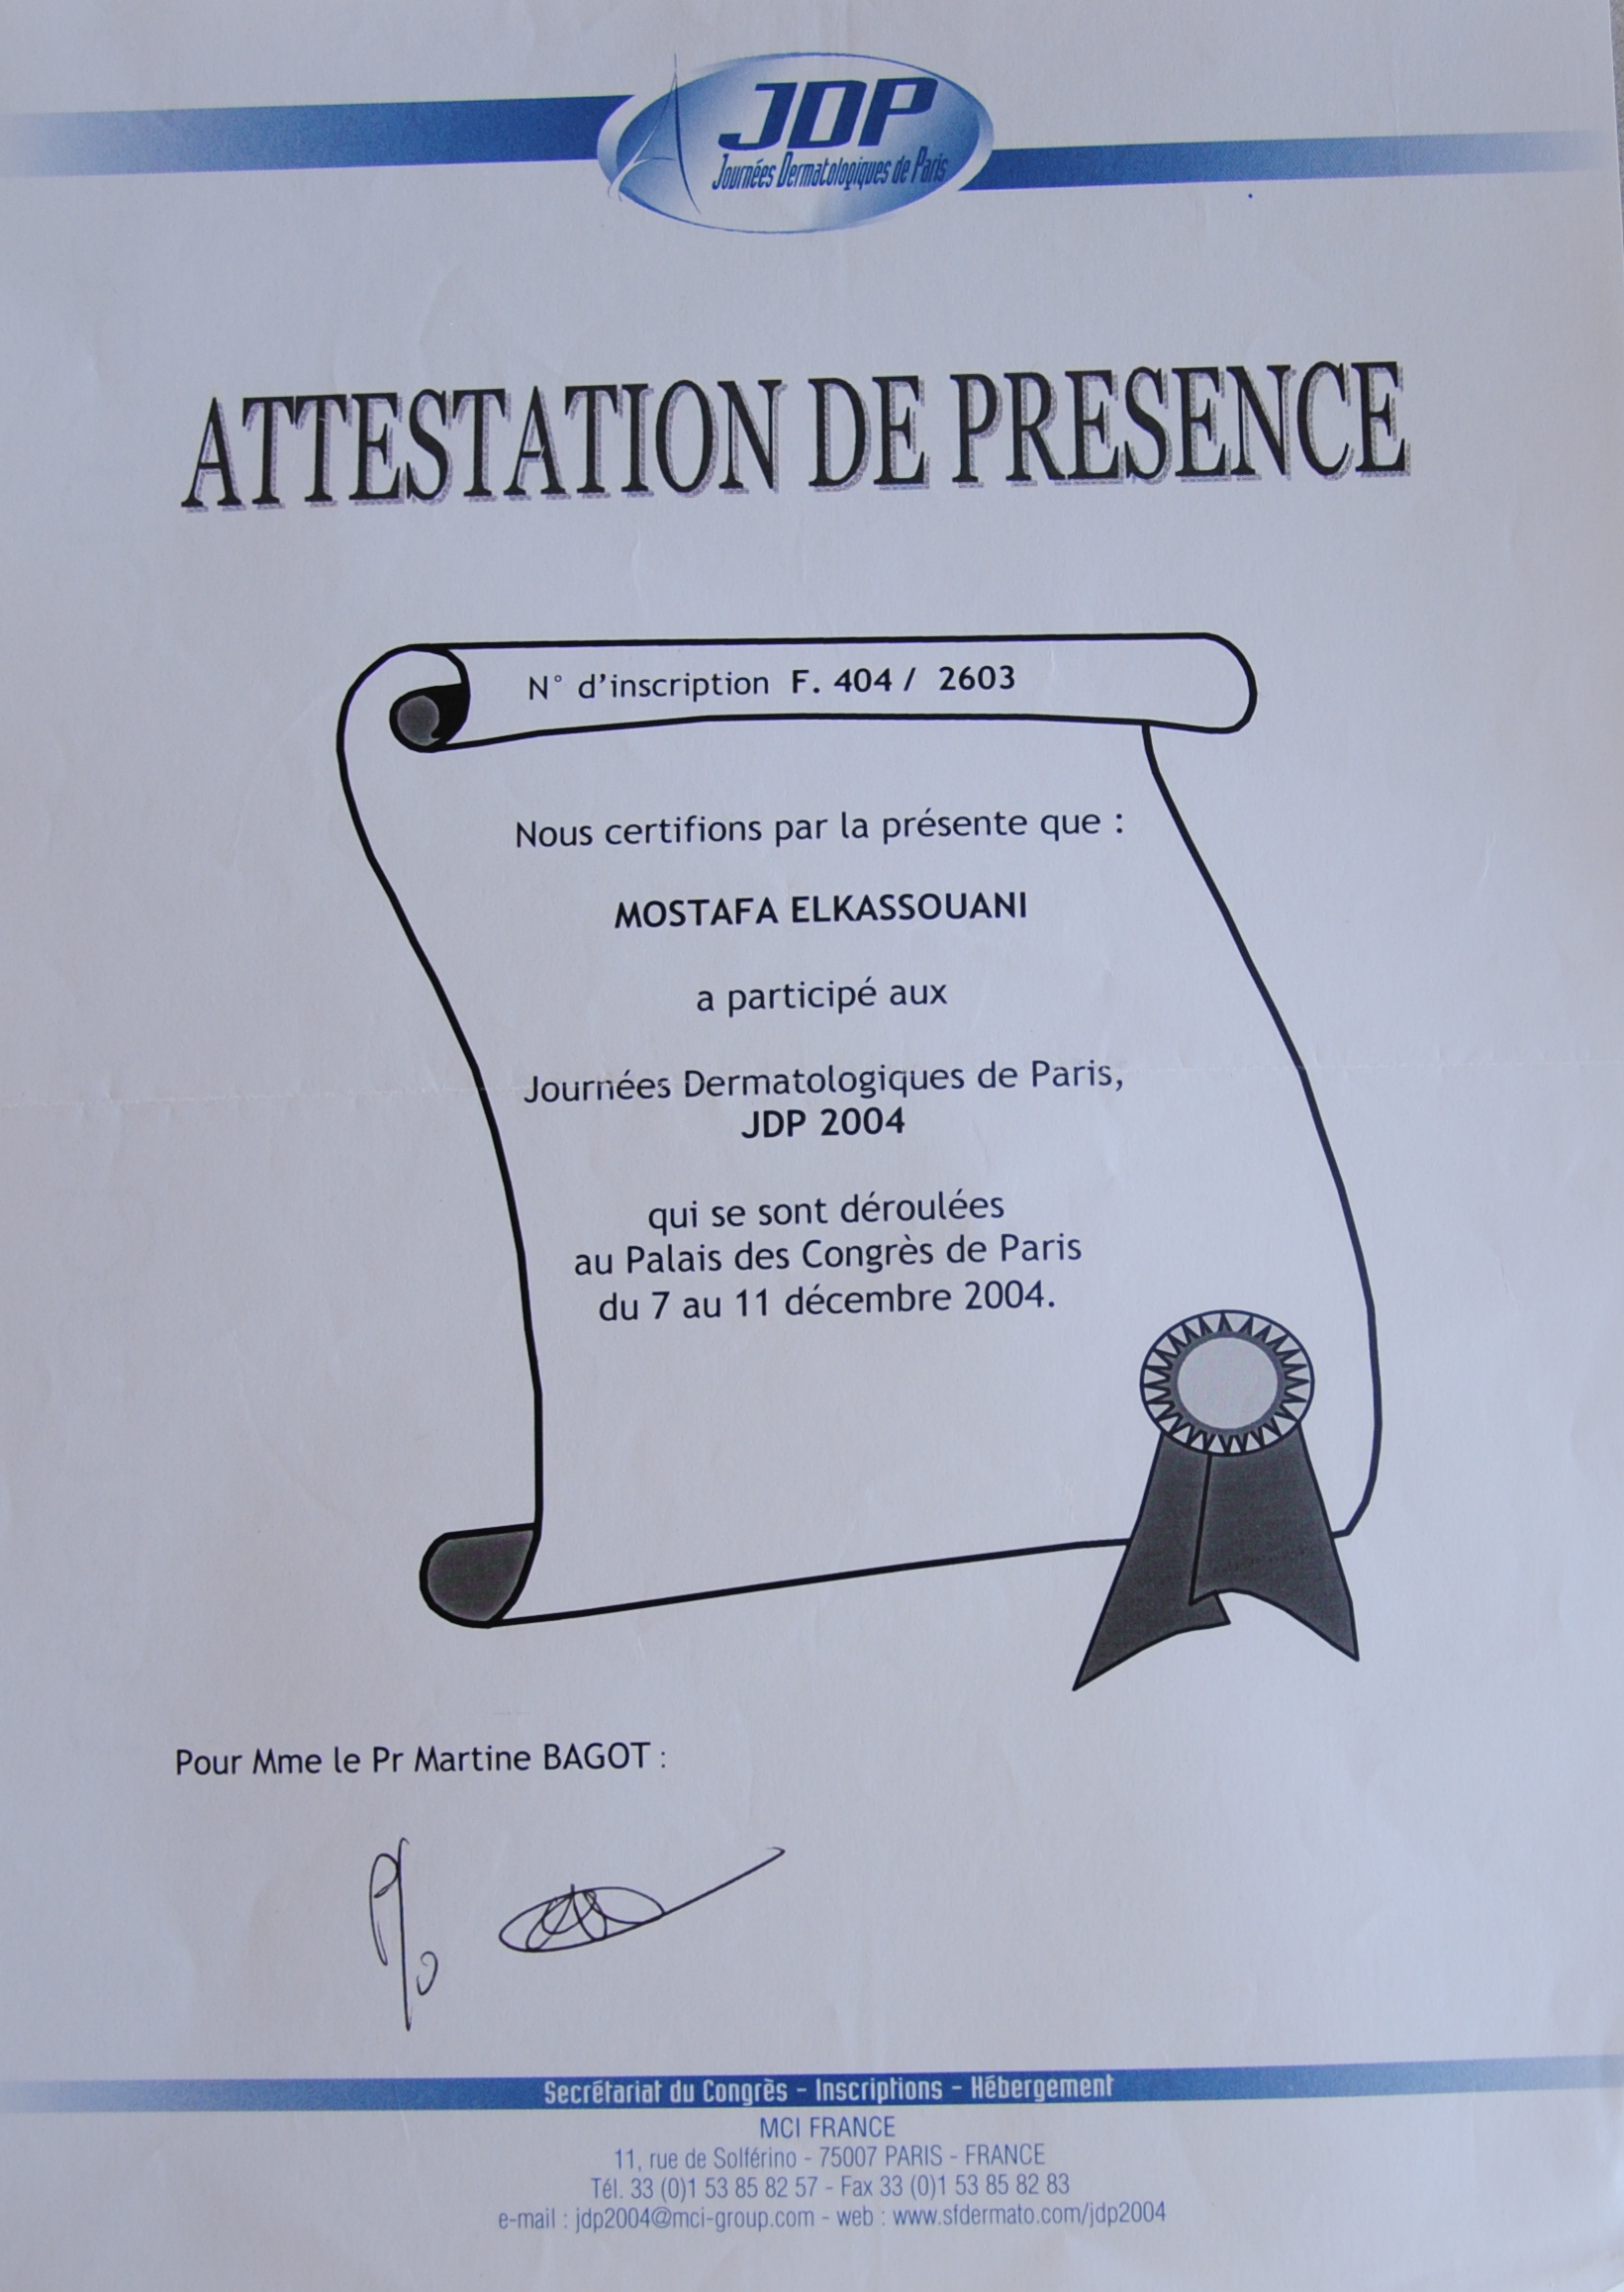 JDP
Journées Dermatologiques de Paris
ATTESTATION DE PRESENCE
N° d'inscription F. 404 / 2603
Nous certifions par la présente que :
MOSTAFA ELKASSOUANI
a participé aux
Journées Dermatologiques de Paris,
JDP 2004
qui se sont déroulées
au Palais des Congrès de Paris
du 7 au 11 décembre 2004.
Pour Mme le Pr Martine BAGOT :
P/o
Secrétariat du Congrès - Inscriptions - Hébergement
MCI FRANCE
11, rue de Solférino - 75007 PARIS - FRANCE
Tél. 33 (0)1 53 85 82 57 - Fax 33 (0)1 53 85 82 83
e-mail : jdp2004@mci-group.com - web : www.sfdermato.com/jdp2004